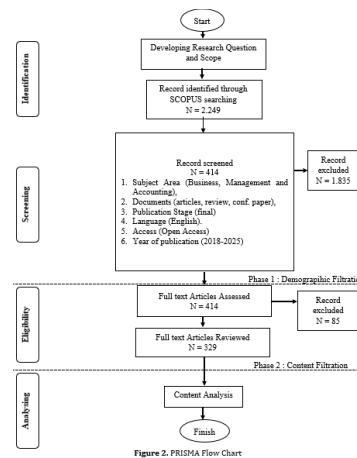 Start
Identification
Developing Research Question
and Scope
Record identified through
SCOPUS searching
N = 2.249
Screening
Record screened
N = 414
1. Subject Area (Business, Management and
Accounting),
2. Documents (articles, review, conf. paper),
3. Publication Stage (final)
4. Language (English).
5. Access (Open Access)
6. Year of publication (2018-2025)
Record
excluded
N = 1.835
Phase 1 : Demographic Filtration
Eligibility
Full text Articles Assessed
N = 414
Record
excluded
N = 85
Full text Articles Reviewed
N = 329
Phase 2 : Content Filtration
Analyzing
Content Analysis
Finish
Figure 2. PRISMA Flow Chart